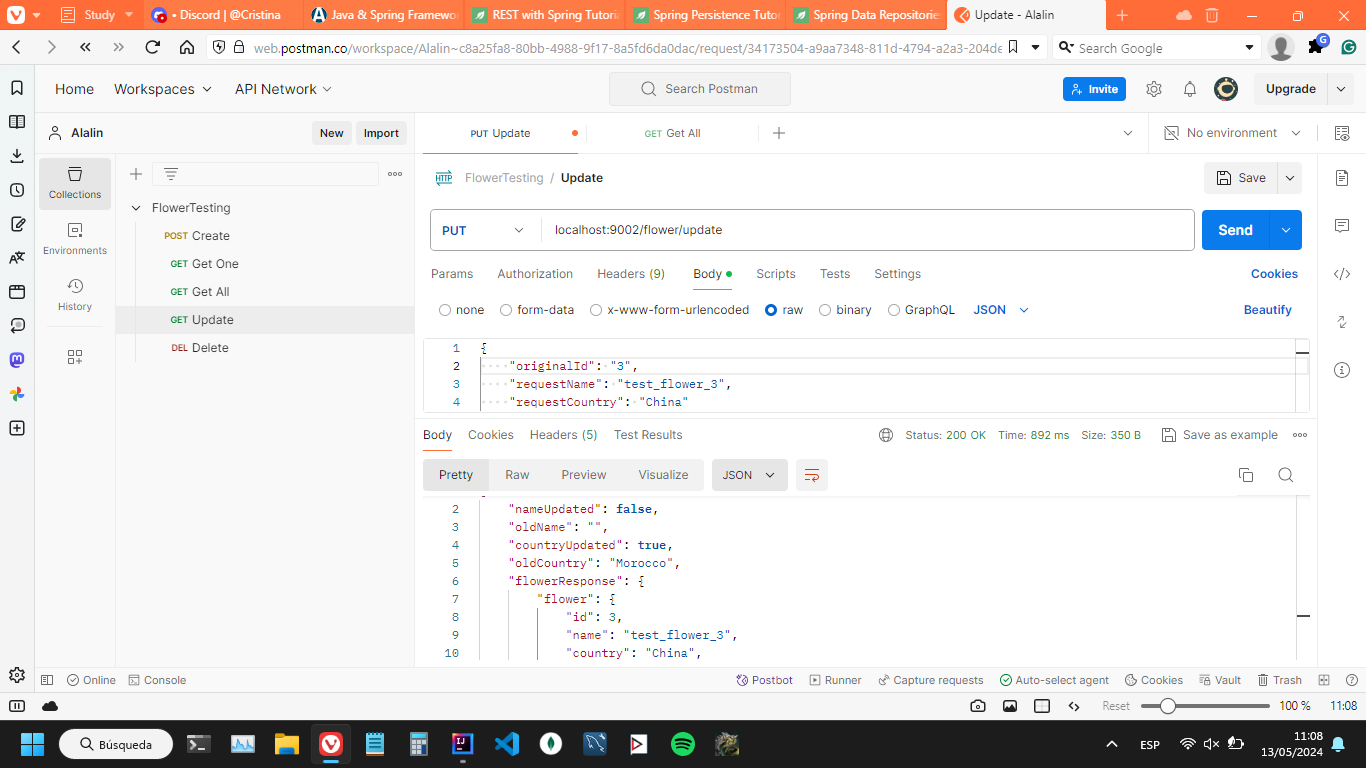 Study
• Discord | @Cristina
Java & Spring Framewor
REST with Spring Tutori
Spring Persistence Tuto
Spring Data Repositories
Update - Alalin
web.postman.co/workspace/Alalin~c8a25fa8-80bb-4988-9f17-8a5fd6da0dac/request/34173504-a9aa7348-811d-4794-a2a3-204de
Search Google
G
Home
Workspaces
API Network
Search Postman
Invite
Upgrade
Alalin
New
Import
PUT Update
GET Get All
No environment
Collections
Environments
History
FlowerTesting
POST Create
GET Get One
GET Get All
GET Update
DEL Delete
HTTP
FlowerTesting / Update
Save
PUT
localhost:9002/flower/update
Send
Params
Authorization
Headers (9)
Body
Scripts
Tests
Settings
Cookies
none
form-data
x-www-form-urlencoded
raw
binary
GraphQL
JSON
Beautify
1 {
2 "originalId": "3",
3 "requestName": "test_flower_3",
4 "requestCountry": "China"
Body
Cookies
Headers (5)
Test Results
Status: 200 OK
Time: 892 ms
Size: 350 B
Save as example
Pretty
Raw
Preview
Visualize
JSON
2 "nameUpdated": false,
3 "oldName": "",
4 "countryUpdated": true,
5 "oldCountry": "Morocco",
6 "flowerResponse": {
7 "flower": {
8 "id": 3,
9 "name": "test_flower_3",
10 "country": "China",
Online
Console
Postbot
Runner
Capture requests
Auto-select agent
Cookies
Vault
Trash
Reset
100 %
11:08
Búsqueda
ESP
11:08
13/05/2024